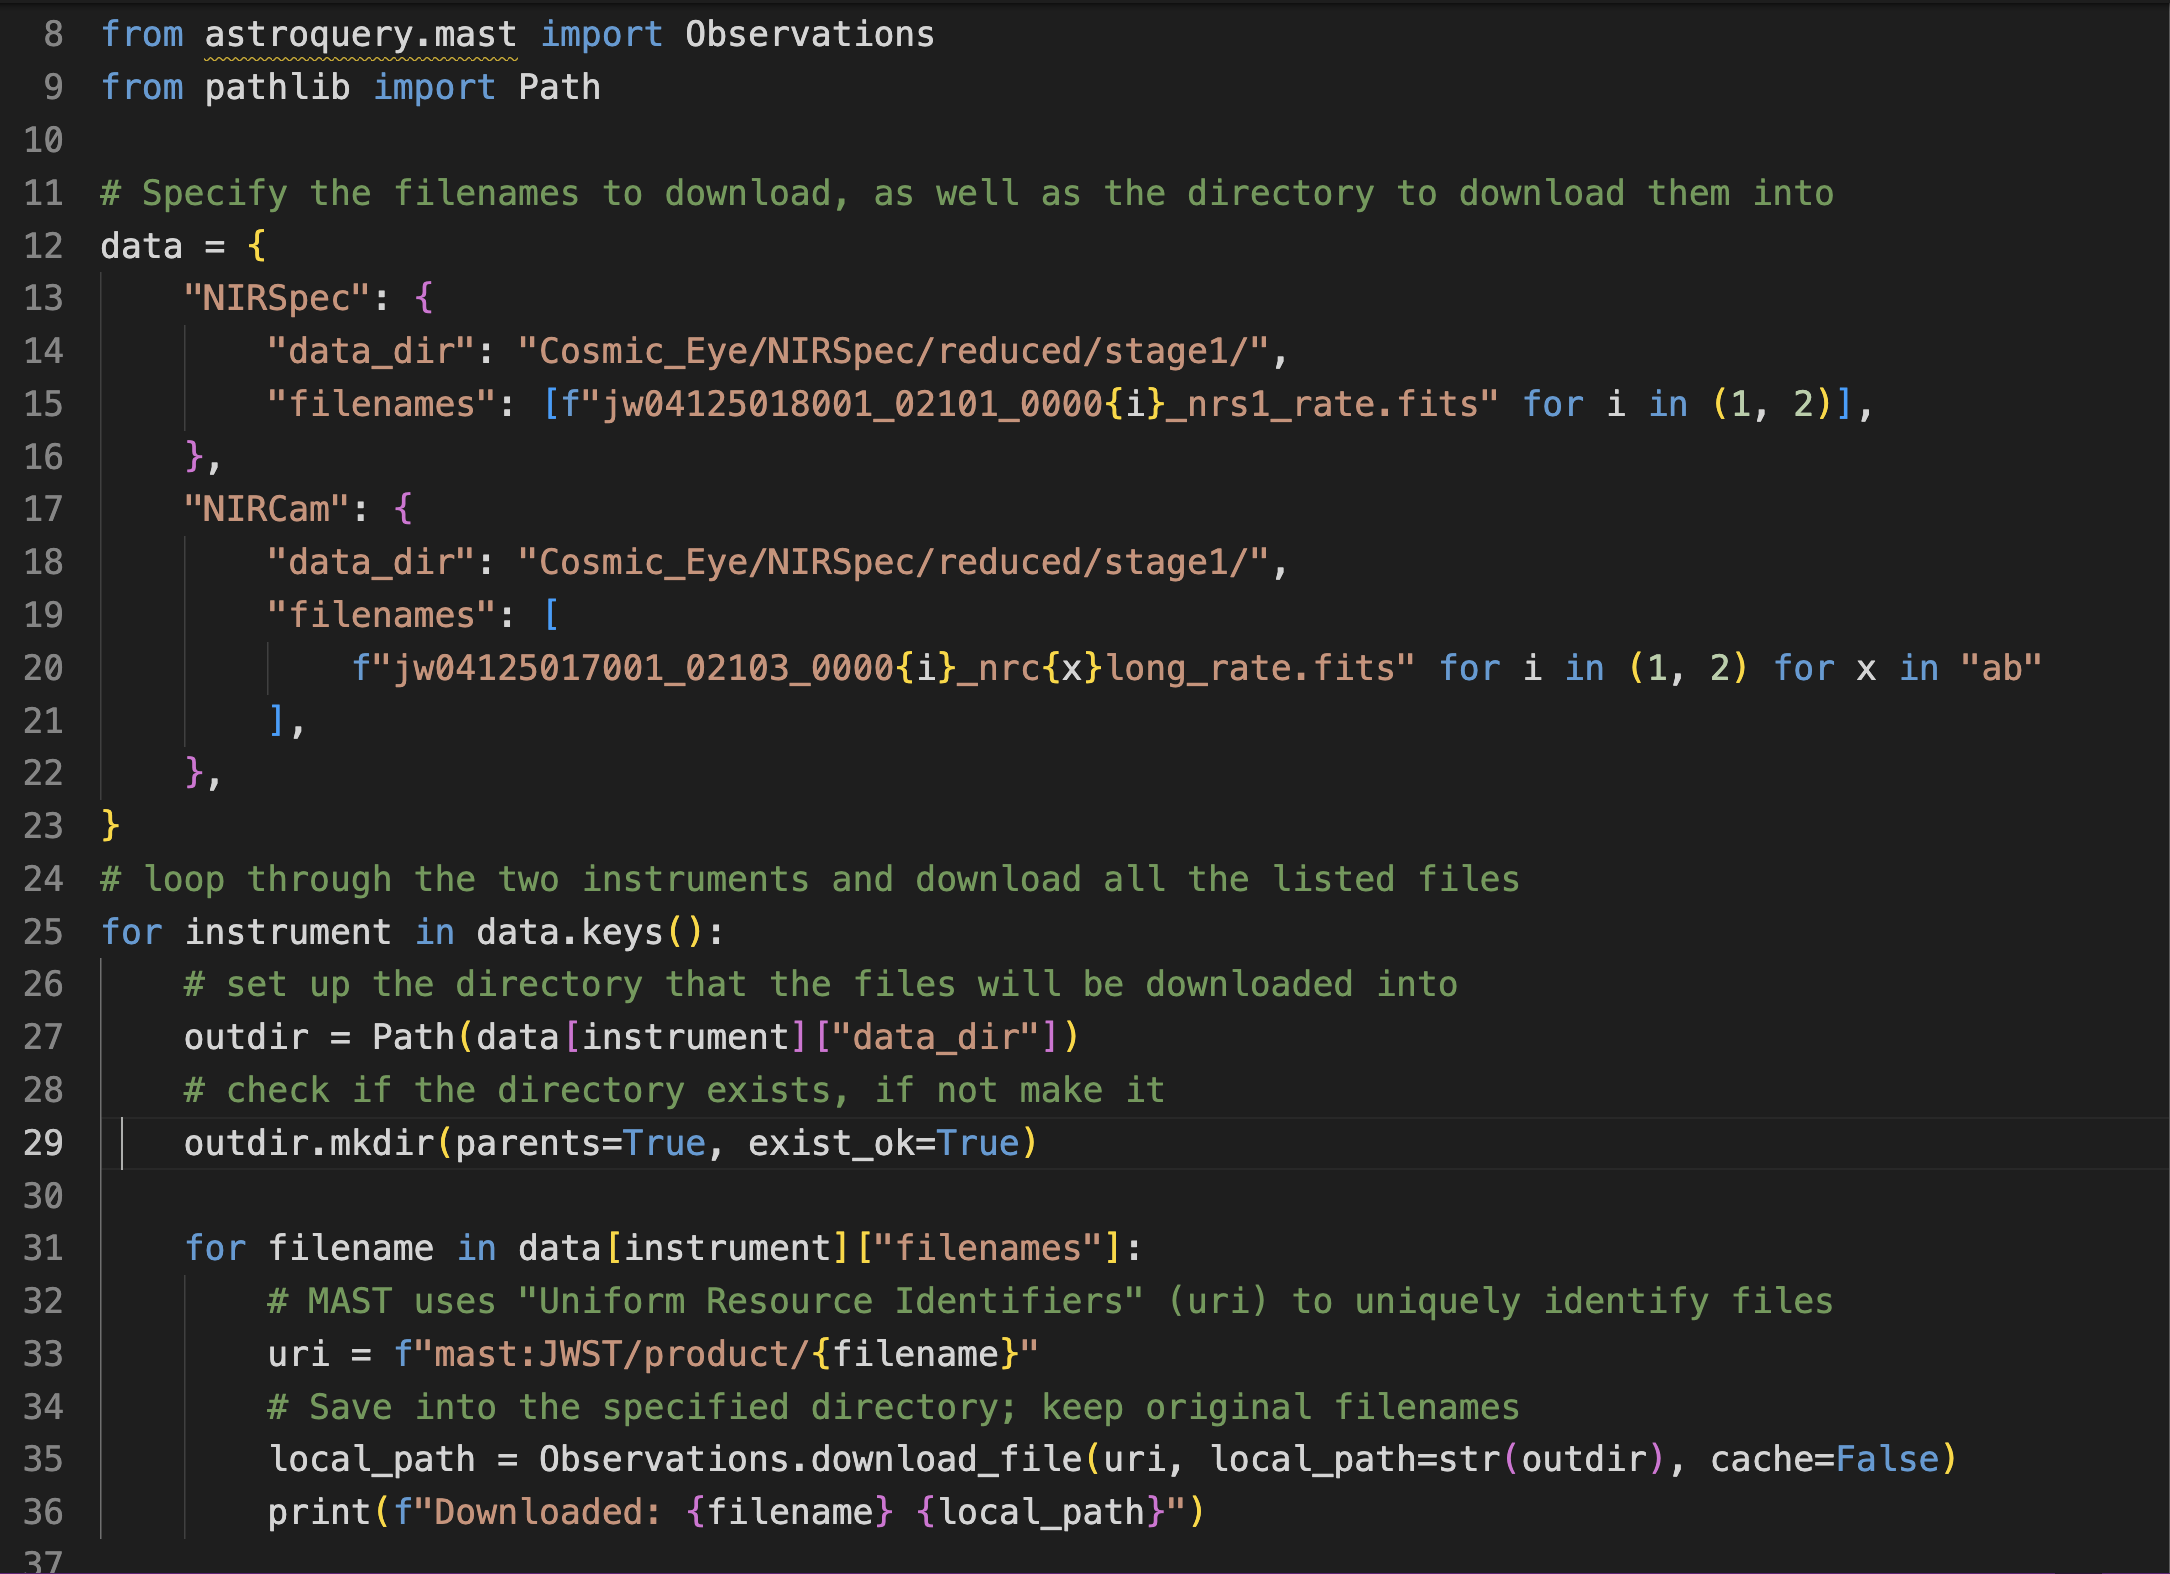 8 from astroquery.mast import Observations
9 from pathlib import Path
10
11 # Specify the filenames to download, as well as the directory to download them into
12 data = {
13     "NIRSpec": {
14         "data_dir": "Cosmic_Eye/NIRSpec/reduced/stage1/",
15         "filenames": [f"jw04125018001_02101_0000{i}_nrs1_rate.fits" for i in (1, 2)],
16     },
17     "NIRCam": {
18         "data_dir": "Cosmic_Eye/NIRSpec/reduced/stage1/",
19         "filenames": [
20             f"jw04125017001_02103_0000{i}_nrc{x}long_rate.fits" for i in (1, 2) for x in "ab"
21         ],
22     },
23 }
24 # loop through the two instruments and download all the listed files
25 for instrument in data.keys():
26     # set up the directory that the files will be downloaded into
27     outdir = Path(data[instrument]["data_dir"])
28     # check if the directory exists, if not make it
29     outdir.mkdir(parents=True, exist_ok=True)
30
31     for filename in data[instrument]["filenames"]:
32         # MAST uses "Uniform Resource Identifiers" (uri) to uniquely identify files
33         uri = f"mast:JWST/product/{filename}"
34         # Save into the specified directory; keep original filenames
35         local_path = Observations.download_file(uri, local_path=str(outdir), cache=False)
36         print(f"Downloaded: {filename} {local_path}")
37